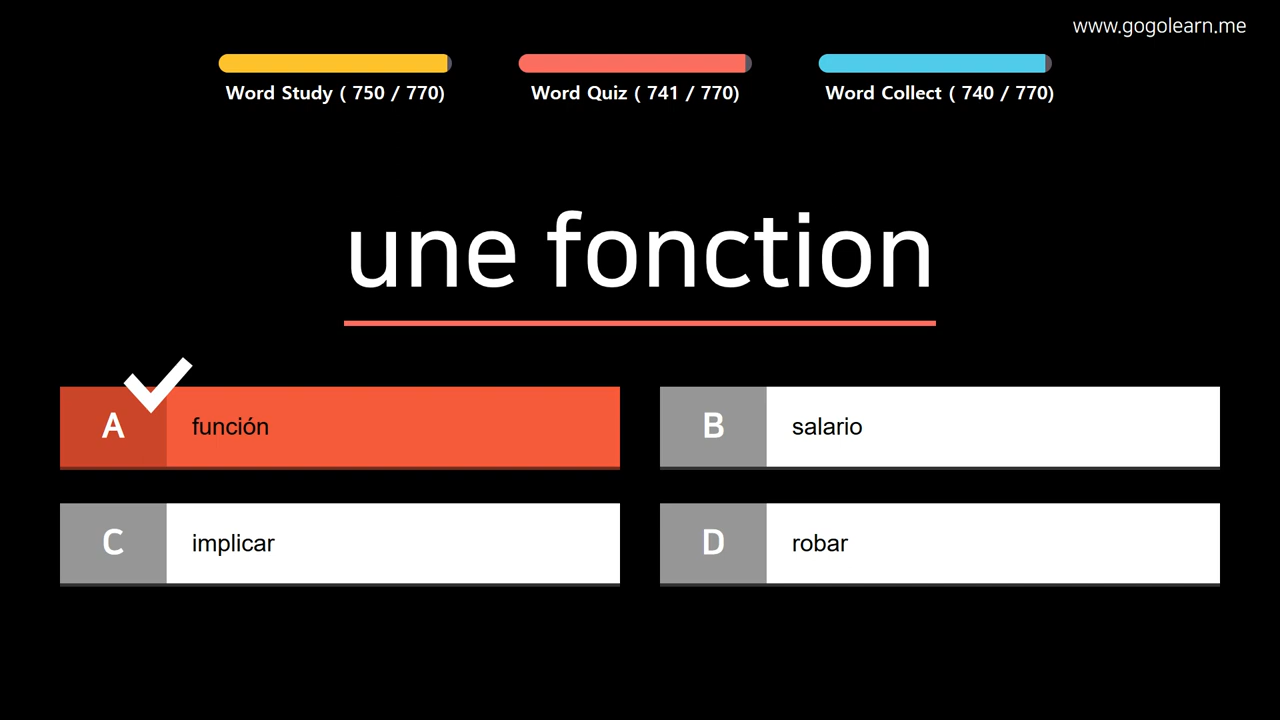 www.gogolearn.me
Word Study ( 750 / 770)
Word Quiz ( 741 / 770)
Word Collect ( 740 / 770)
une fonction
A
función
B
salario
C
implicar
D
robar